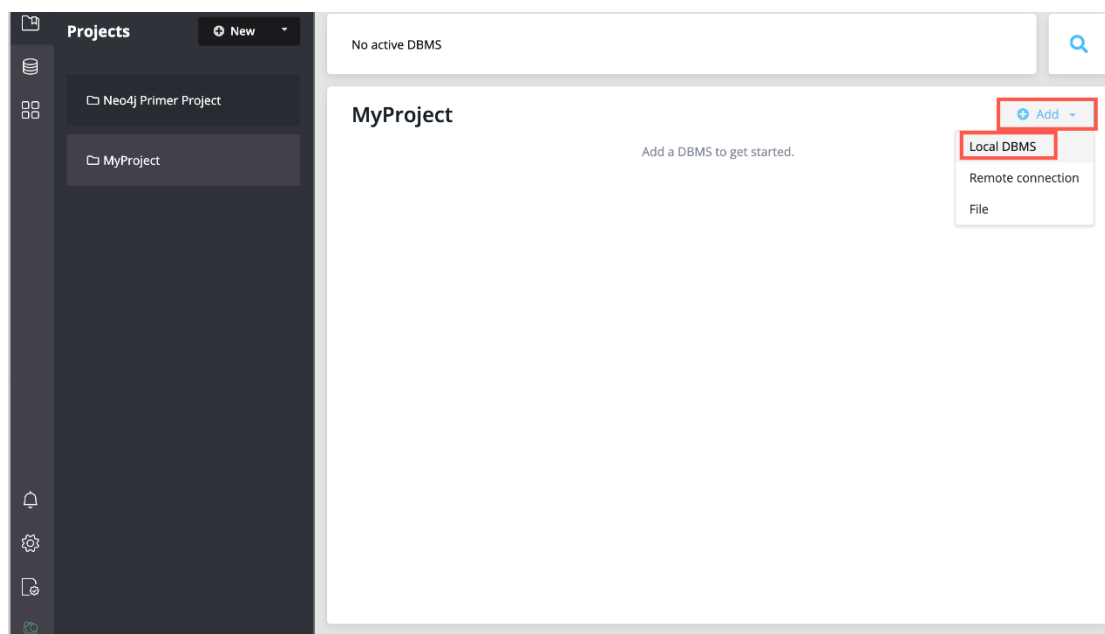 Projects
New
No active DBMS
Neo4j Primer Project
MyProject
MyProject
Add
Add a DBMS to get started.
Local DBMS
Remote connection
File